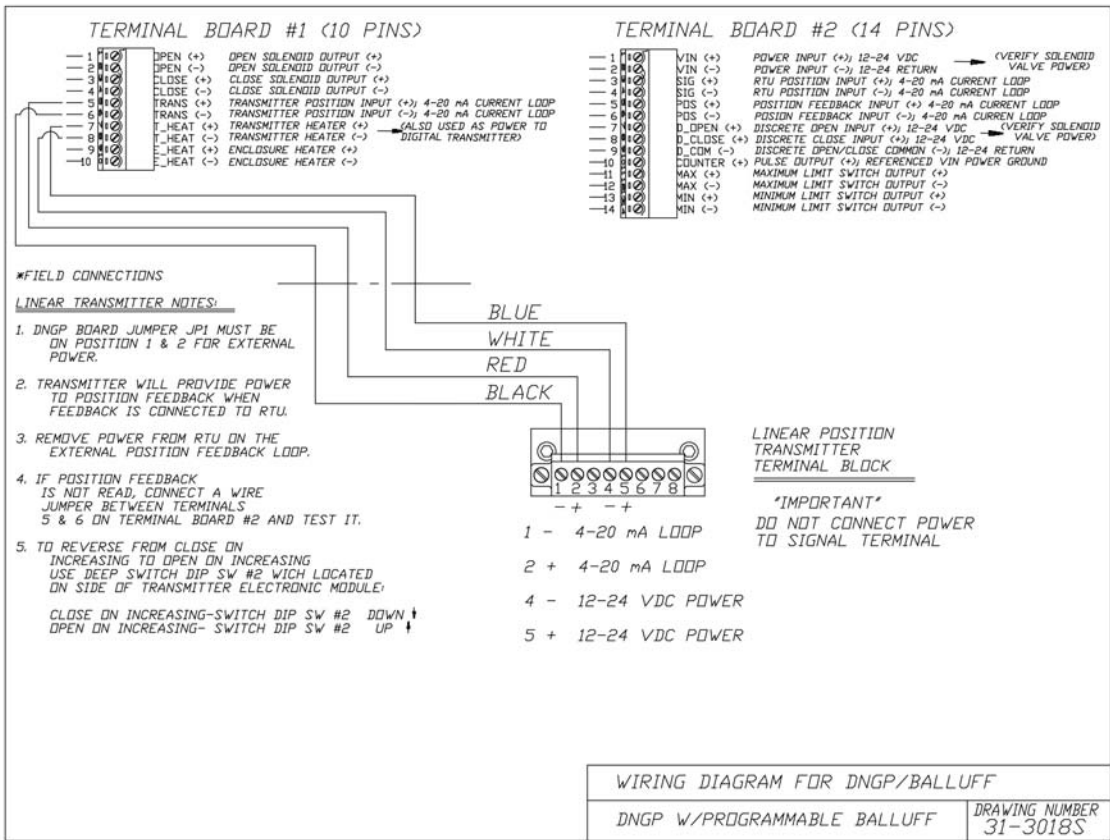 TERMINAL BOARD #1 (10 PINS)
1 OPEN (+) OPEN SOLENOID OUTPUT (+)
2 OPEN (-) OPEN SOLENOID OUTPUT (-)
3 CLOSE (+) CLOSE SOLENOID OUTPUT (+)
4 CLOSE (-) CLOSE SOLENOID OUTPUT (-)
5 TRANS (+) TRANSMITTER POSITION INPUT (+); 4-20 mA CURRENT LOOP
6 TRANS (-) TRANSMITTER POSITION INPUT (-); 4-20 mA CURRENT LOOP
7 T_HEAT (+) TRANSMITTER HEATER (+) (ALSO USED AS POWER TO
8 T_HEAT (-) TRANSMITTER HEATER (-) DIGITAL TRANSMITTER)
9 E_HEAT (+) ENCLOSURE HEATER (+)
10 E_HEAT (-) ENCLOSURE HEATER (-)
TERMINAL BOARD #2 (14 PINS)
1 VIN (+) POWER INPUT (+); 12-24 VDC (VERIFY SOLENOID
2 VIN (-) POWER INPUT (-); 12-24 RETURN VALVE POWER)
3 SIG (+) RTU POSITION INPUT (+); 4-20 mA CURRENT LOOP
4 SIG (-) RTU POSITION INPUT (-); 4-20 mA CURRENT LOOP
5 POS (+) POSITION FEEDBACK INPUT (+) 4-20 mA CURRENT LOOP
6 POS (-) POSION FEEDBACK INPUT (-); 4-20 mA CURREN LOOP
7 D_OPEN (+) DISCRETE OPEN INPUT (+); 12-24 VDC (VERIFY SOLENOID
8 D_CLOSE (+) DISCRETE CLOSE INPUT (+); 12-24 VDC VALVE POWER)
9 D_COM (-) DISCRETE OPEN/CLOSE COMMON (-); 12-24 RETURN
10 COUNTER (+) PULSE OUTPUT (+); REFERENCED VIN POWER GROUND
11 MAX (+) MAXIMUM LIMIT SWITCH OUTPUT (+)
12 MAX (-) MAXIMUM LIMIT SWITCH OUTPUT (-)
13 MIN (+) MINIMUM LIMIT SWITCH OUTPUT (+)
14 MIN (-) MINIMUM LIMIT SWITCH OUTPUT (-)
*FIELD CONNECTIONS
LINEAR TRANSMITTER NOTES:
1. DNGP BOARD JUMPER JP1 MUST BE
ON POSITION 1 & 2 FOR EXTERNAL
POWER.
2. TRANSMITTER WILL PROVIDE POWER
TO POSITION FEEDBACK WHEN
FEEDBACK IS CONNECTED TO RTU.
3. REMOVE POWER FROM RTU ON THE
EXTERNAL POSITION FEEDBACK LOOP.
4. IF POSITION FEEDBACK
IS NOT READ, CONNECT A WIRE
JUMPER BETWEEN TERMINALS
5 & 6 ON TERMINAL BOARD #2 AND TEST IT.
5. TO REVERSE FROM CLOSE ON
INCREASING TO OPEN ON INCREASING
USE DEEP SWITCH DIP SW #2 WICH LOCATED
ON SIDE OF TRANSMITTER ELECTRONIC MODULE:
CLOSE ON INCREASING-SWITCH DIP SW #2 DOWN
OPEN ON INCREASING- SWITCH DIP SW #2 UP
BLUE
WHITE
RED
BLACK
1 2 3 4 5 6 7 8
- + - +
1 - 4-20 mA LOOP
2 + 4-20 mA LOOP
4 - 12-24 VDC POWER
5 + 12-24 VDC POWER
LINEAR POSITION
TRANSMITTER
TERMINAL BLOCK
"IMPORTANT"
DO NOT CONNECT POWER
TO SIGNAL TERMINAL
WIRING DIAGRAM FOR DNGP/BALLUFF
DNGP W/PROGRAMMABLE BALLUFF
DRAWING NUMBER
31-3018S